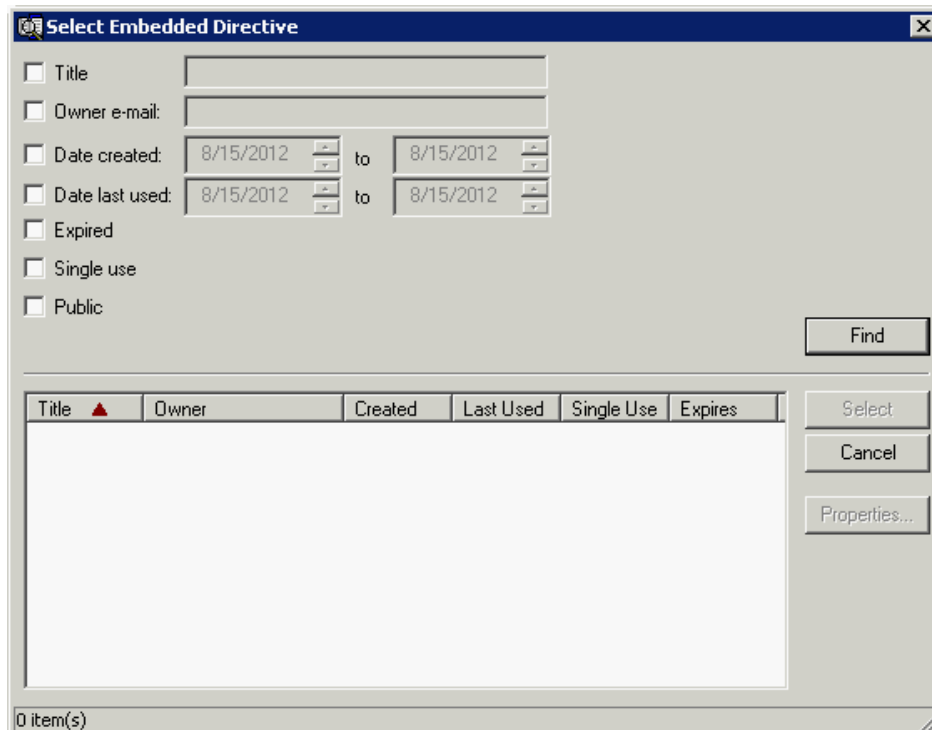 Select Embedded Directive
Title
Owner e-mail:
Date created: 8/15/2012 to 8/15/2012
Date last used: 8/15/2012 to 8/15/2012
Expired
Single use
Public
Find
Title Owner Created Last Used Single Use Expires
Select
Cancel
Properties...
0 item(s)